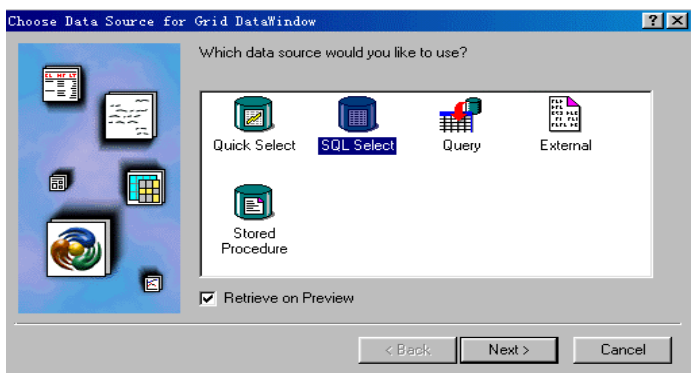 Choose Data Source for Grid DataWindow
Which data source would you like to use?
Quick Select SQL Select Query External
Stored
Procedure
Retrieve on Preview
< Back Next > Cancel